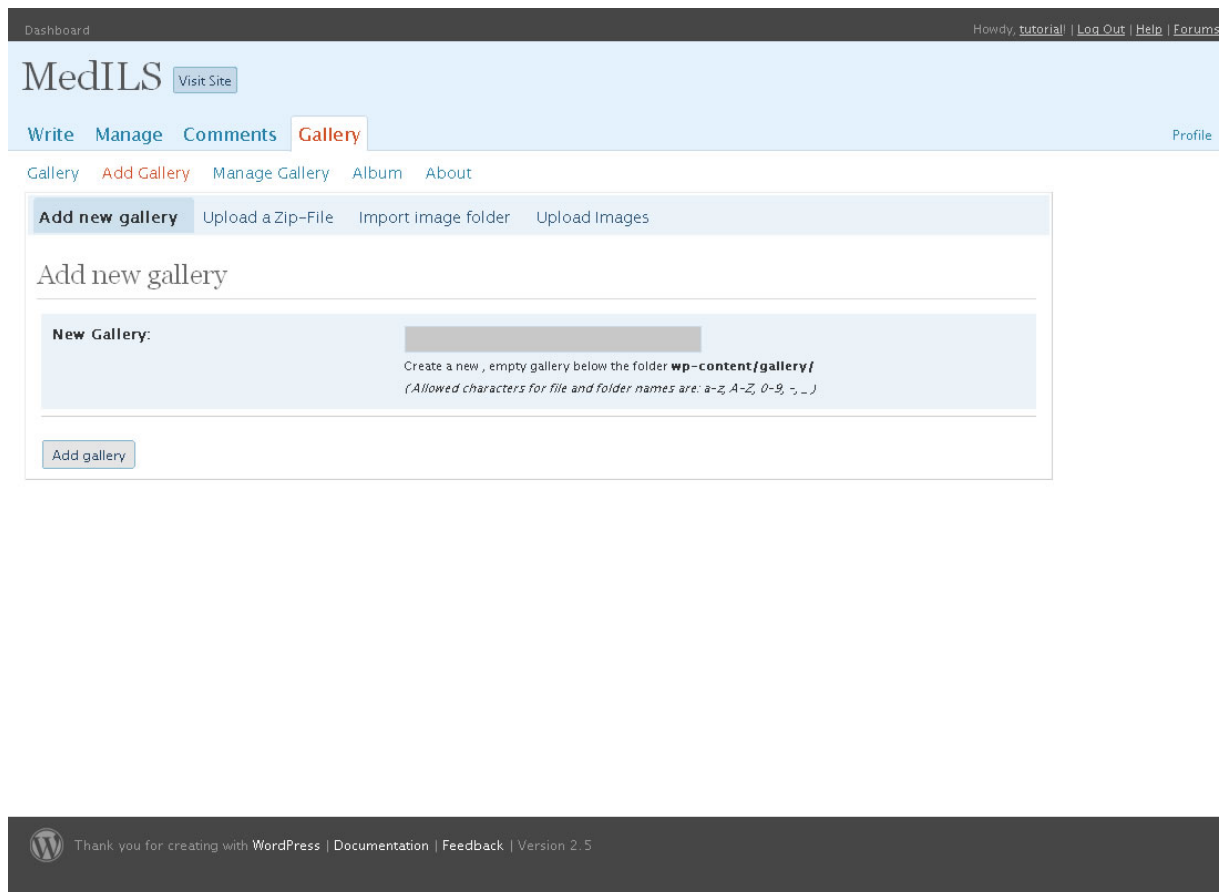 Dashboard Howdy, tutorial! | Log Out | Help | Forums
MedILS Visit Site
Write Manage Comments Gallery Profile
Gallery Add Gallery Manage Gallery Album About
Add new gallery Upload a Zip-File Import image folder Upload Images
Add new gallery
New Gallery:
Create a new , empty gallery below the folder wp-content/gallery/
(Allowed characters for file and folder names are: a-z, A-Z, 0-9, -, _ )
Add gallery
Thank you for creating with WordPress | Documentation | Feedback | Version 2.5